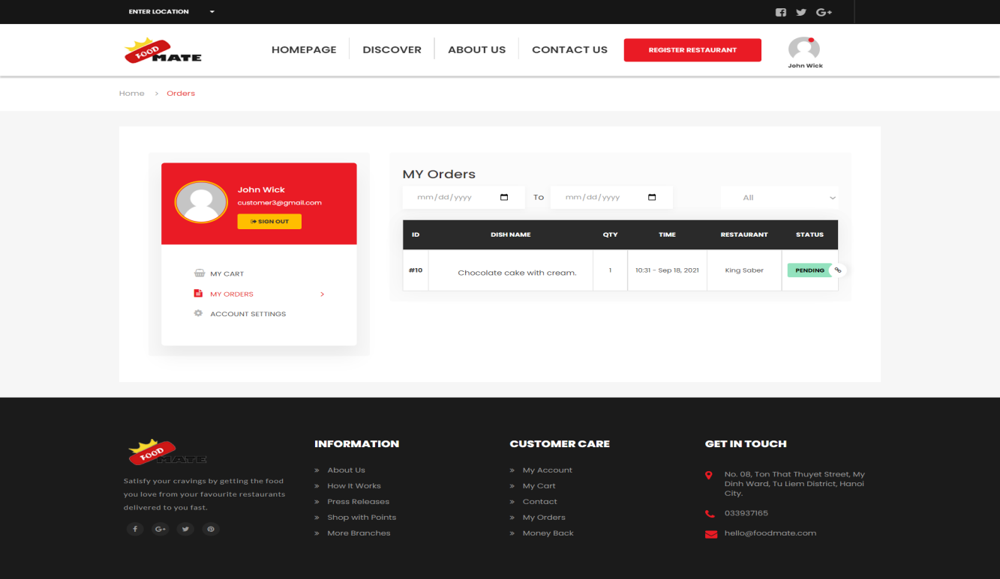 ENTER LOCATION
G+
FOOD
MATE
HOMEPAGE
DISCOVER
ABOUT US
CONTACT US
REGISTER RESTAURANT
John Wick
Home > Orders
John Wick
customer3@gmail.com
SIGN OUT
MY CART
MY ORDERS >
ACCOUNT SETTINGS
MY Orders
mm/dd/yyyy To mm/dd/yyyy All
ID DISH NAME QTY TIME RESTAURANT STATUS
#10 Chocolate cake with cream. 1 10:31 - Sep 18, 2021 King Saber PENDING
FOOD
MATE
Satisfy your cravings by getting the food
you love from your favourite restaurants
delivered to you fast.
f G+
INFORMATION
» About Us
» How It Works
» Press Releases
» Shop with Points
» More Branches
CUSTOMER CARE
» My Account
» My Cart
» Contact
» My Orders
» Money Back
GET IN TOUCH
No. 08, Ton That Thuyet Street, My
Dinh Ward, Tu Liem District, Hanoi
City.
033937165
hello@foodmate.com